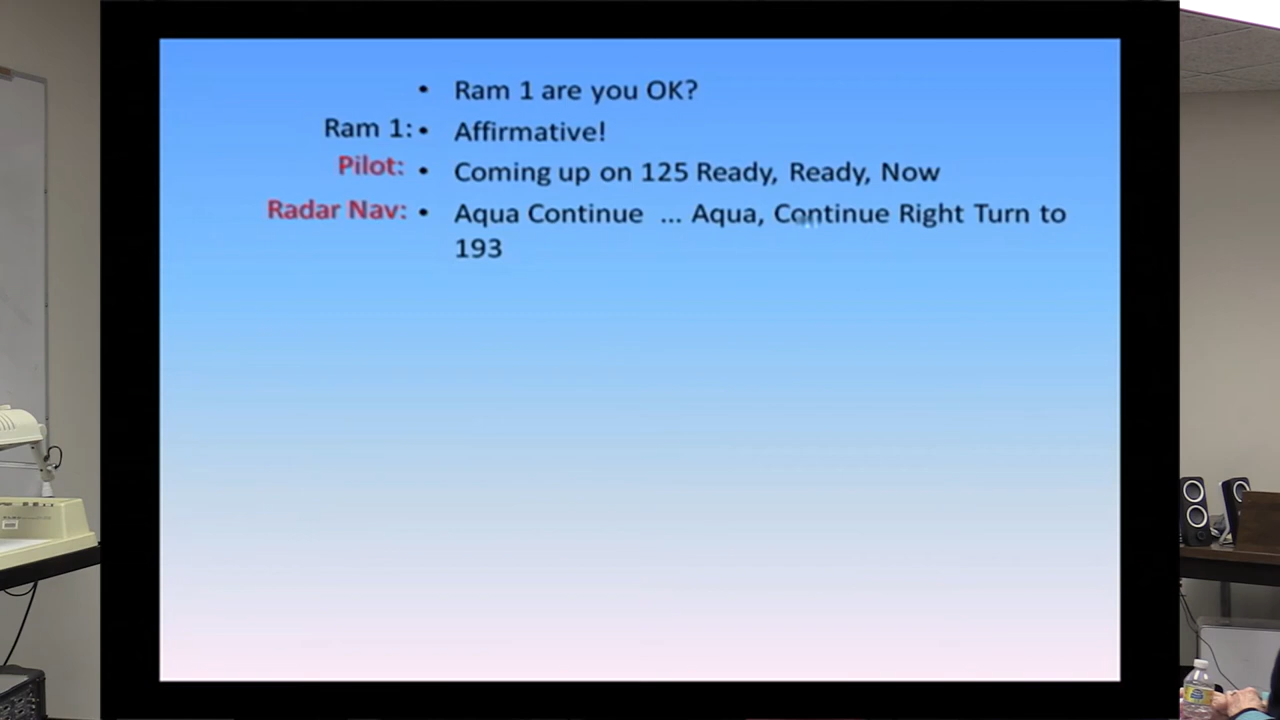 • Ram 1 are you OK?
Ram 1: • Affirmative!
Pilot: • Coming up on 125 Ready, Ready, Now
Radar Nav: • Aqua Continue ... Aqua, Continue Right Turn to
193